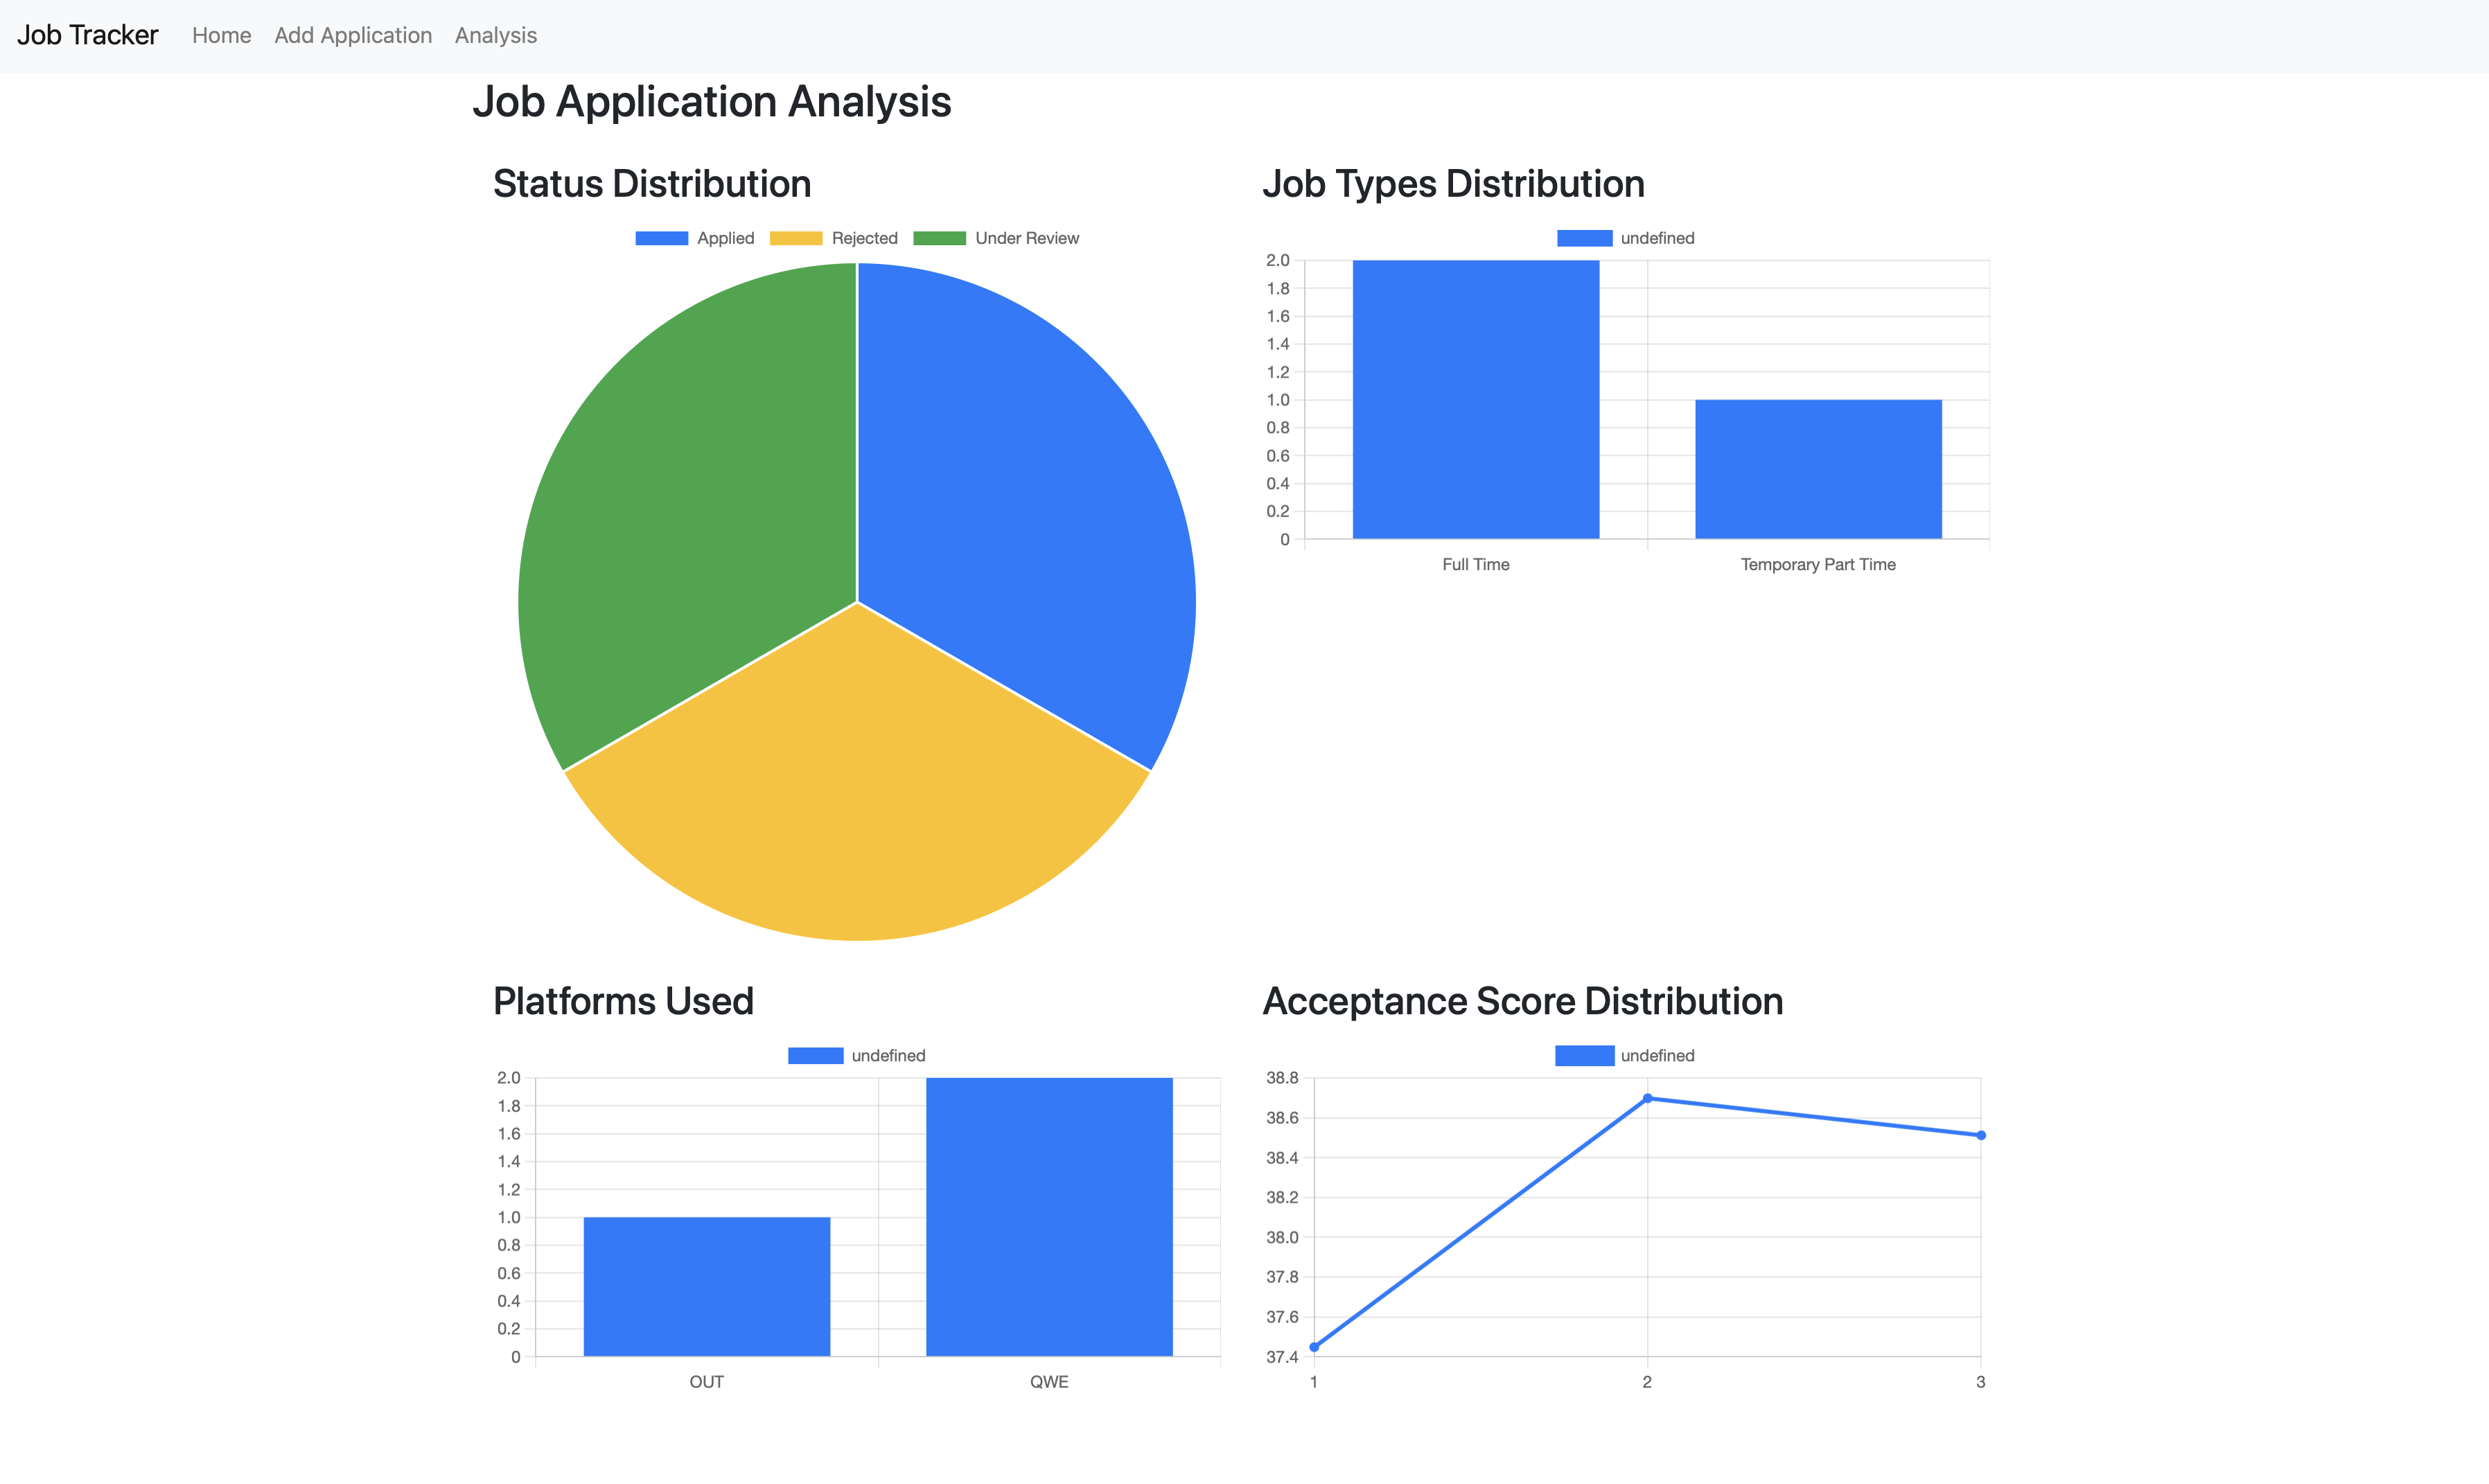 Job Tracker Home Add Application Analysis
Job Application Analysis
Status Distribution
Applied Rejected Under Review
Job Types Distribution
undefined
2.0
1.8
1.6
1.4
1.2
1.0
0.8
0.6
0.4
0.2
0
Full Time Temporary Part Time
Platforms Used
undefined
2.0
1.8
1.6
1.4
1.2
1.0
0.8
0.6
0.4
0.2
0
OUT QWE
Acceptance Score Distribution
undefined
38.8
38.6
38.4
38.2
38.0
37.8
37.6
37.4
1 2 3